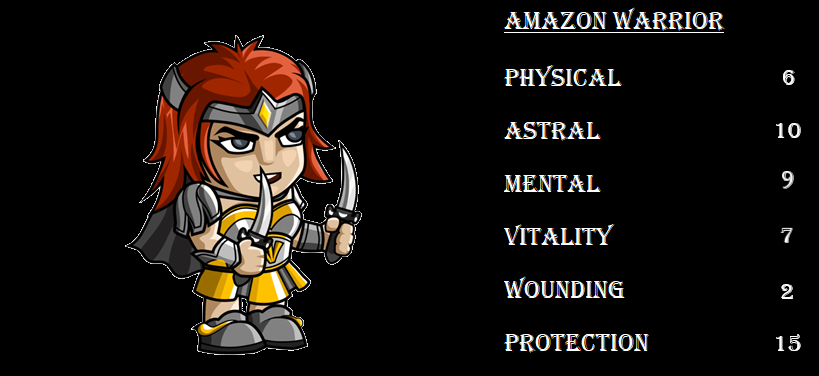 AMAZON WARRIOR
PHYSICAL 6
ASTRAL 10
MENTAL 9
VITALITY 7
WOUNDING 2
PROTECTION 15